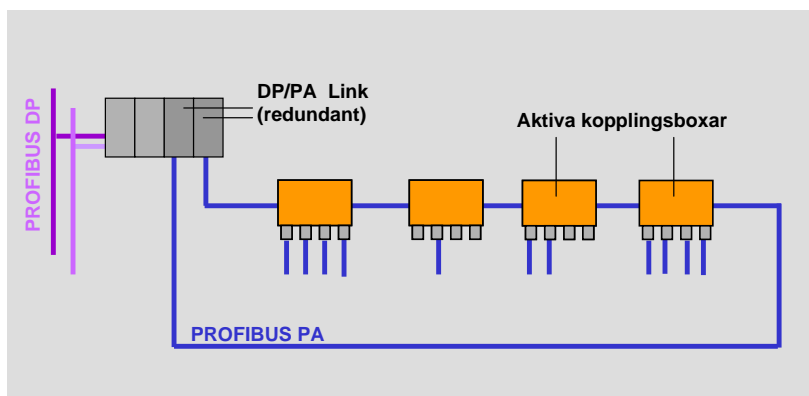 DP/PA Link
(redundant)
Aktiva kopplingsboxar
PROFIBUS DP
PROFIBUS PA